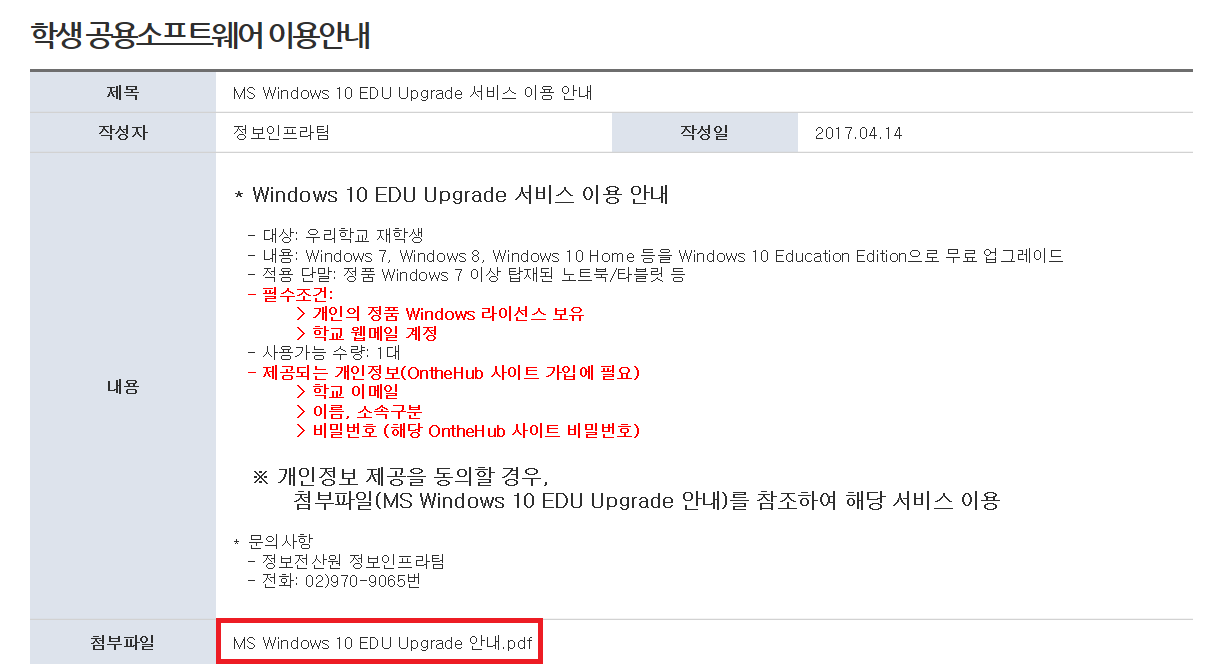 학생 공용소프트웨어 이용안내
제목 MS Windows 10 EDU Upgrade 서비스 이용 안내
작성자 정보인프라팀 작성일 2017.04.14
* Windows 10 EDU Upgrade 서비스 이용 안내
- 대상: 우리학교 재학생
- 내용: Windows 7, Windows 8, Windows 10 Home 등을 Windows 10 Education Edition으로 무료 업그레이드
- 적용 단말: 정품 Windows 7 이상 탑재된 노트북/타블릿 등
- 필수조건:
> 개인의 정품 Windows 라이선스 보유
> 학교 웹메일 계정
- 사용가능 수량: 1대
- 제공되는 개인정보(OntheHub 사이트 가입에 필요)
내용
> 학교 이메일
> 이름, 소속구분
> 비밀번호 (해당 OntheHub 사이트 비밀번호)
※ 개인정보 제공을 동의할 경우,
첨부파일(MS Windows 10 EDU Upgrade 안내)를 참조하여 해당 서비스 이용
* 문의사항
- 정보전산원 정보인프라팀
- 전화: 02)970-9065번
첨부파일 MS Windows 10 EDU Upgrade 안내.pdf